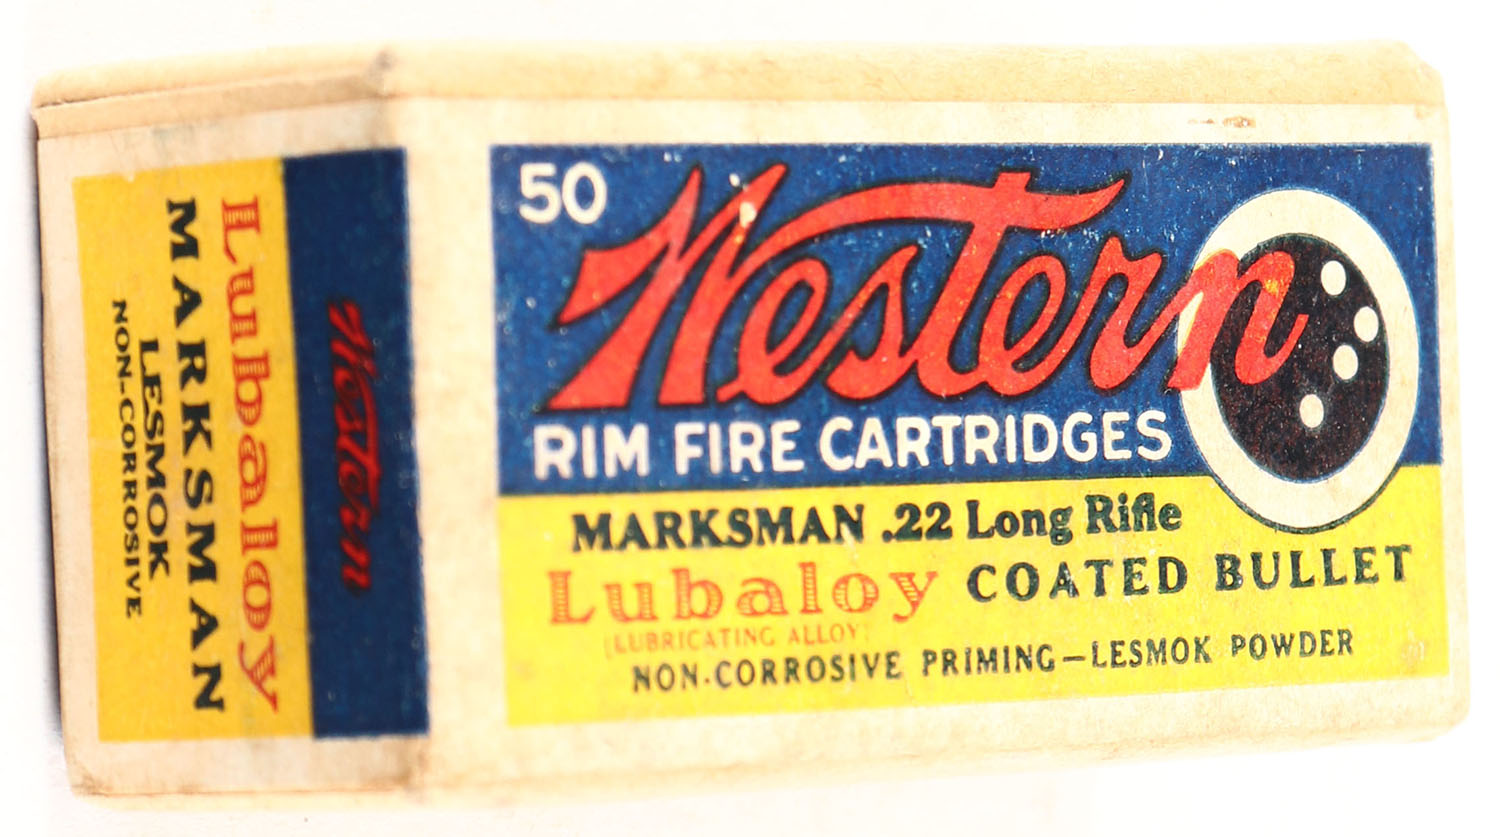 50
Western
RIM FIRE CARTRIDGES
MARKSMAN .22 Long Rifle
Lubaloy COATED BULLET
(LUBRICATING ALLOY)
NON-CORROSIVE PRIMING—LESMOK POWDER
Western
Lubaloy
MARKSMAN
LESMOK
NON-CORROSIVE